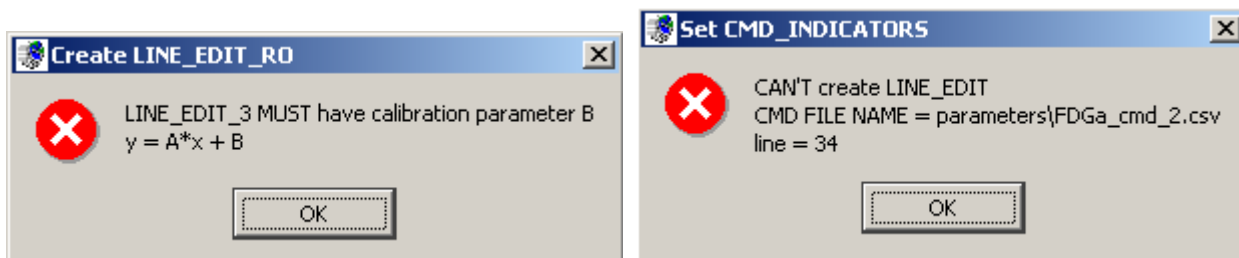 Create LINE_EDIT_RO
LINE_EDIT_3 MUST have calibration parameter B
y = A*x + B
OK
Set CMD_INDICATORS
CAN'T create LINE_EDIT
CMD FILE NAME = parameters\FDGa_cmd_2.csv
line = 34
OK